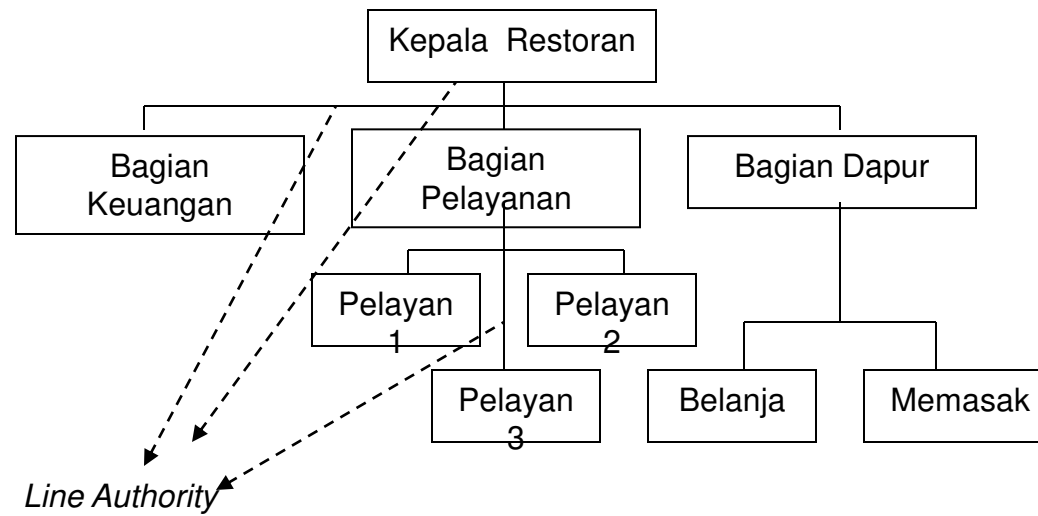 Kepala Restoran
Bagian
Keuangan
Bagian
Pelayanan
Bagian Dapur
Pelayan
1
Pelayan
2
Pelayan
3
Belanja
Memasak
Line Authority